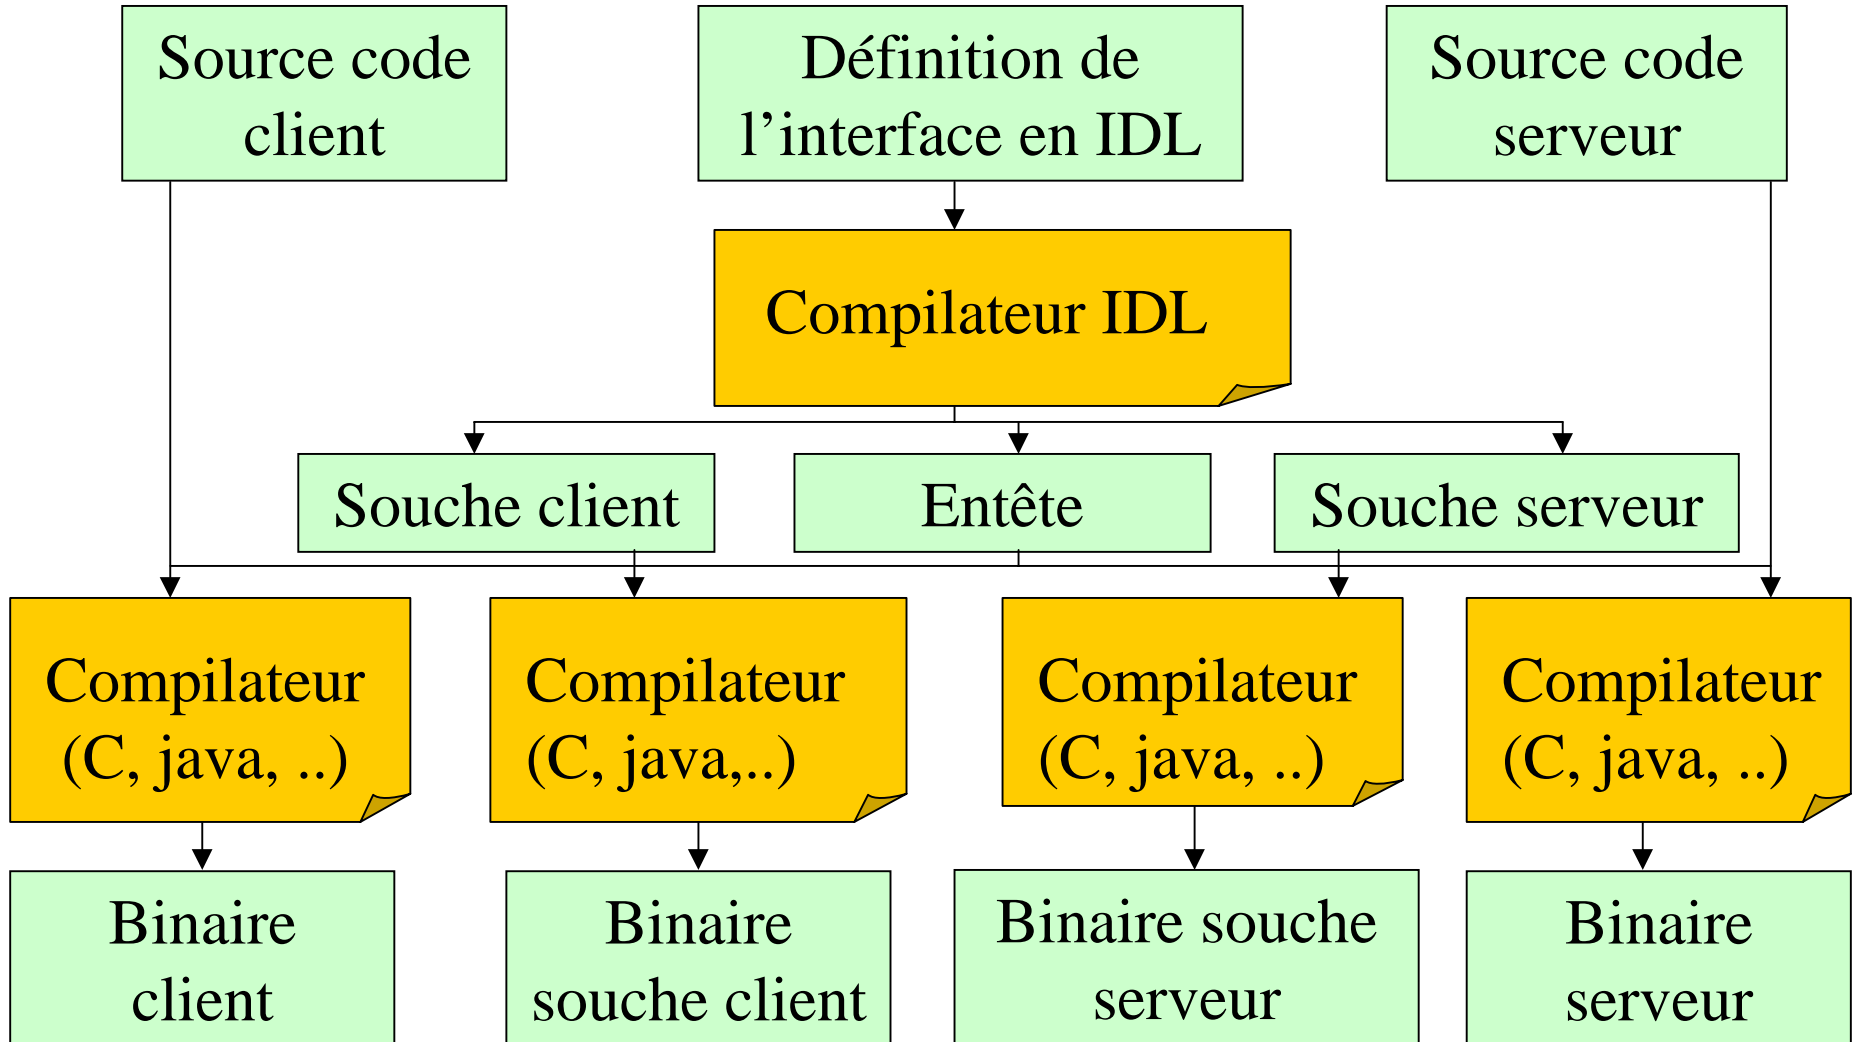 Source code
client
Définition de
l’interface en IDL
Source code
serveur
Compilateur IDL
Souche client
Entête
Souche serveur
Compilateur
(C, java, ..)
Compilateur
(C, java,..)
Compilateur
(C, java, ..)
Compilateur
(C, java, ..)
Binaire
client
Binaire
souche client
Binaire souche
serveur
Binaire
serveur